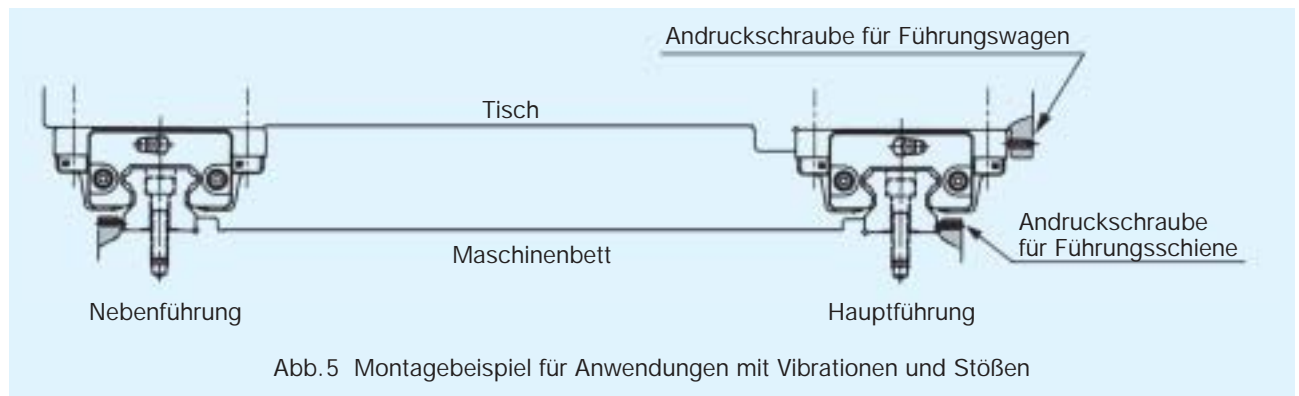 Andruckschraube für Führungswagen
Tisch
Andruckschraube
für Führungsschiene
Maschinenbett
Nebenführung
Hauptführung
Abb.5 Montagebeispiel für Anwendungen mit Vibrationen und Stößen